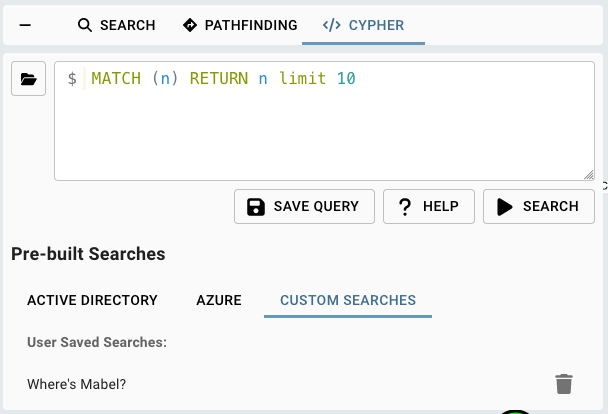 SEARCH PATHFINDING </> CYPHER
$ MATCH (n) RETURN n limit 10
SAVE QUERY ? HELP SEARCH
Pre-built Searches
ACTIVE DIRECTORY AZURE CUSTOM SEARCHES
User Saved Searches:
Where's Mabel?